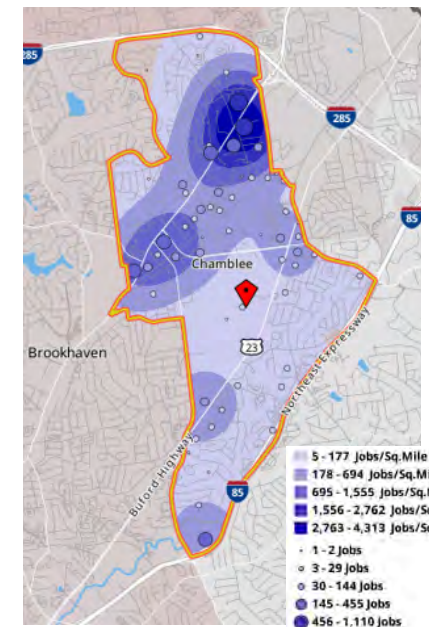 285
285
85
Chamblee
23
Brookhaven
Northeast Expressway
Buford Highway
85
5 - 177 Jobs/Sq.Mile
178 - 694 Jobs/Sq.Mi
695 - 1,555 Jobs/Sq.
1,556 - 2,762 Jobs/Sq
2,763 - 4,313 Jobs/Sq
1 - 2 Jobs
3 - 29 Jobs
30 - 144 Jobs
145 - 455 Jobs
456 - 1,110 Jobs